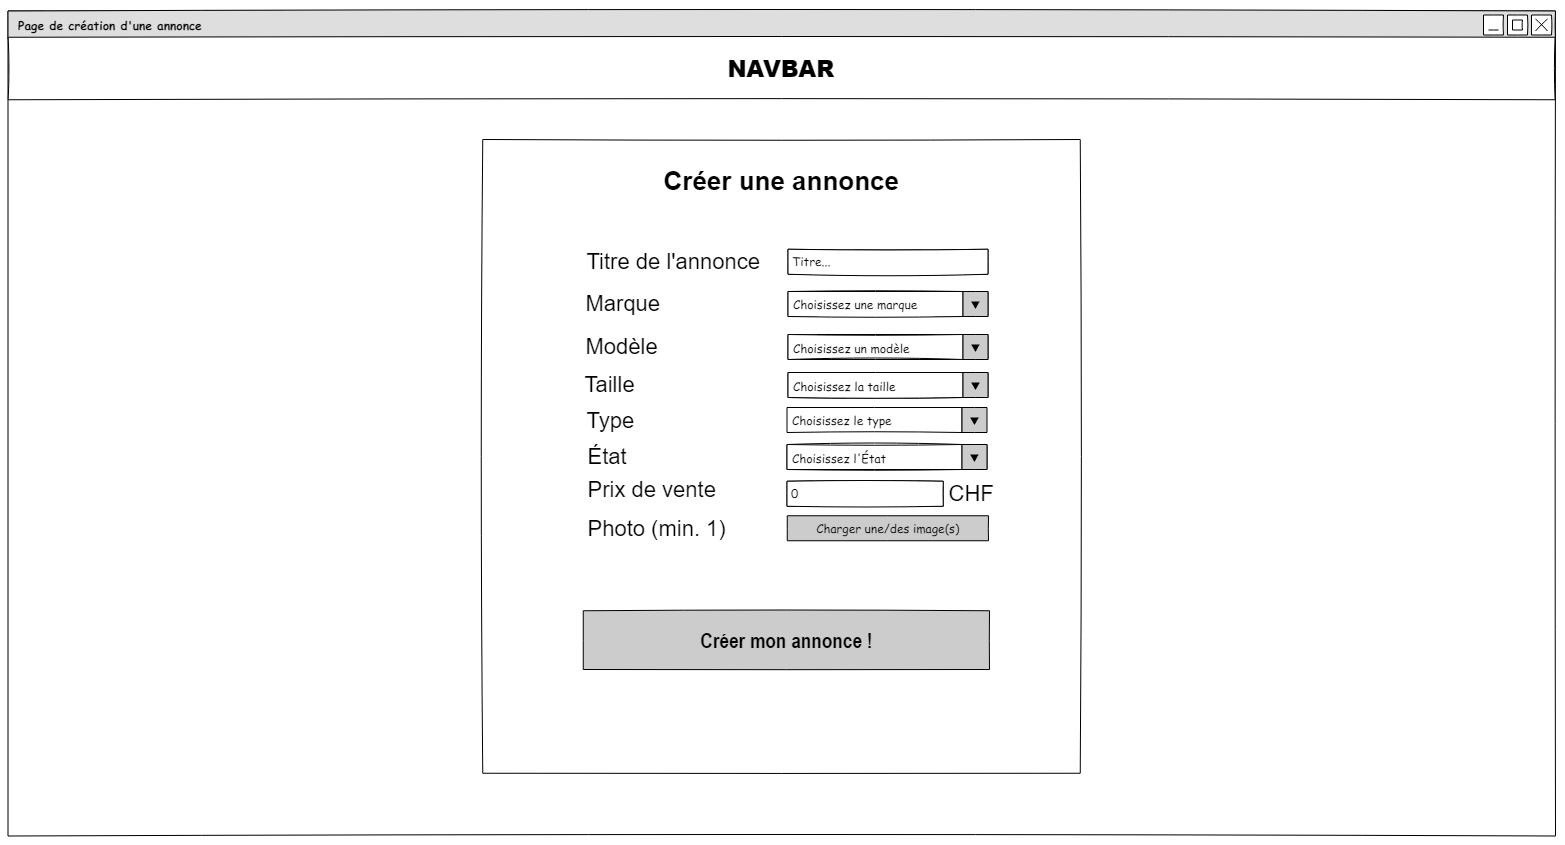 Page de création d'une annonce
NAVBAR
Créer une annonce
Titre de l'annonce
Titre...
Marque
Choisissez une marque
Modèle
Choisissez un modèle
Taille
Choisissez la taille
Type
Choisissez le type
État
Choisissez l'État
Prix de vente
0
CHF
Photo (min. 1)
Charger une/des image(s)
Créer mon annonce !